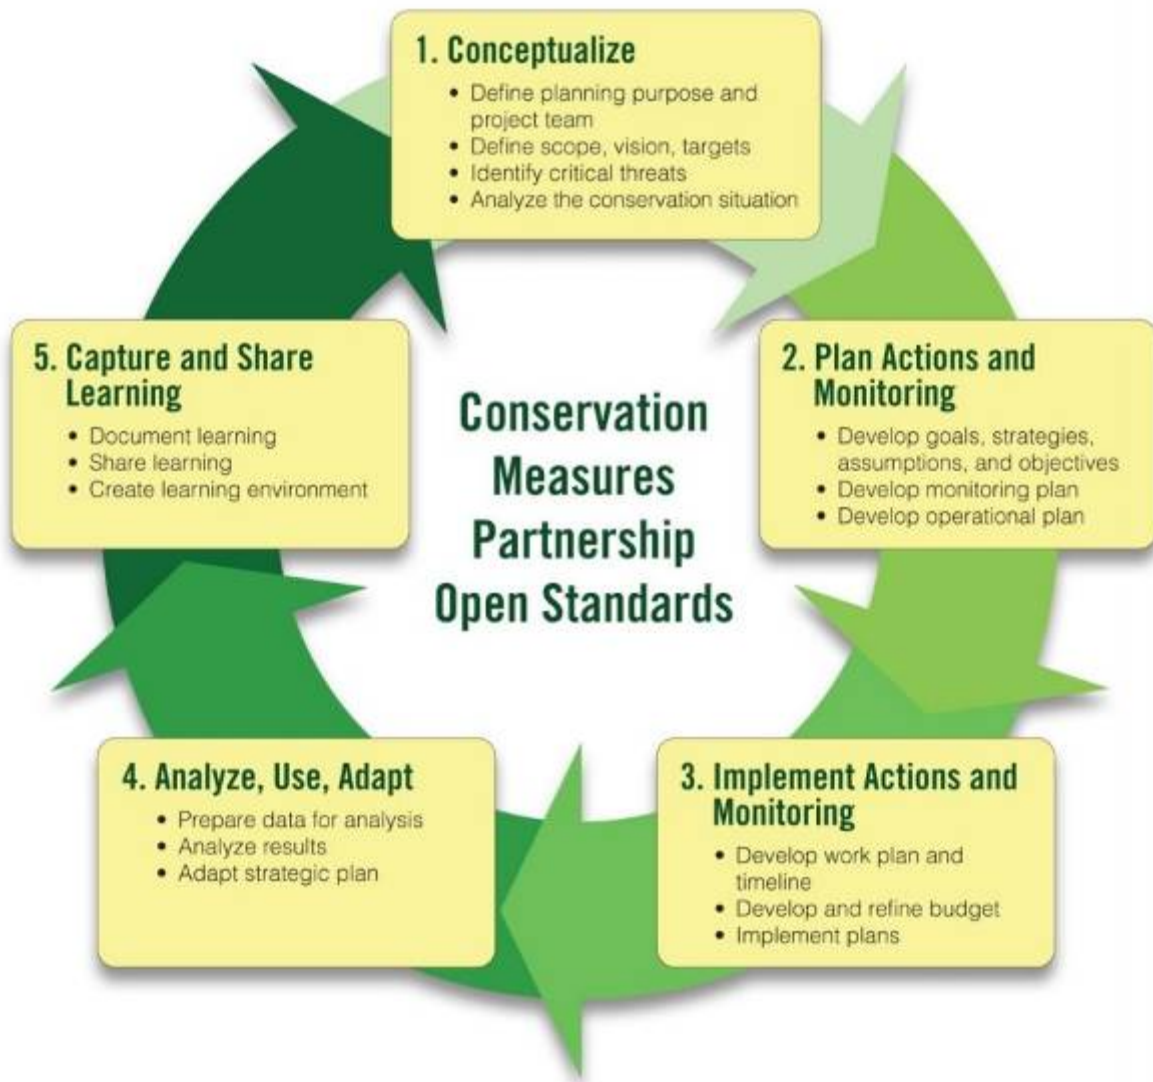 1. Conceptualize
• Define planning purpose and
project team
• Define scope, vision, targets
• Identify critical threats
• Analyze the conservation situation
5. Capture and Share
Learning
• Document learning
• Share learning
• Create learning environment
Conservation
Measures
Partnership
Open Standards
2. Plan Actions and
Monitoring
• Develop goals, strategies,
assumptions, and objectives
• Develop monitoring plan
• Develop operational plan
4. Analyze, Use, Adapt
• Prepare data for analysis
• Analyze results
• Adapt strategic plan
3. Implement Actions and
Monitoring
• Develop work plan and
timeline
• Develop and refine budget
• Implement plans